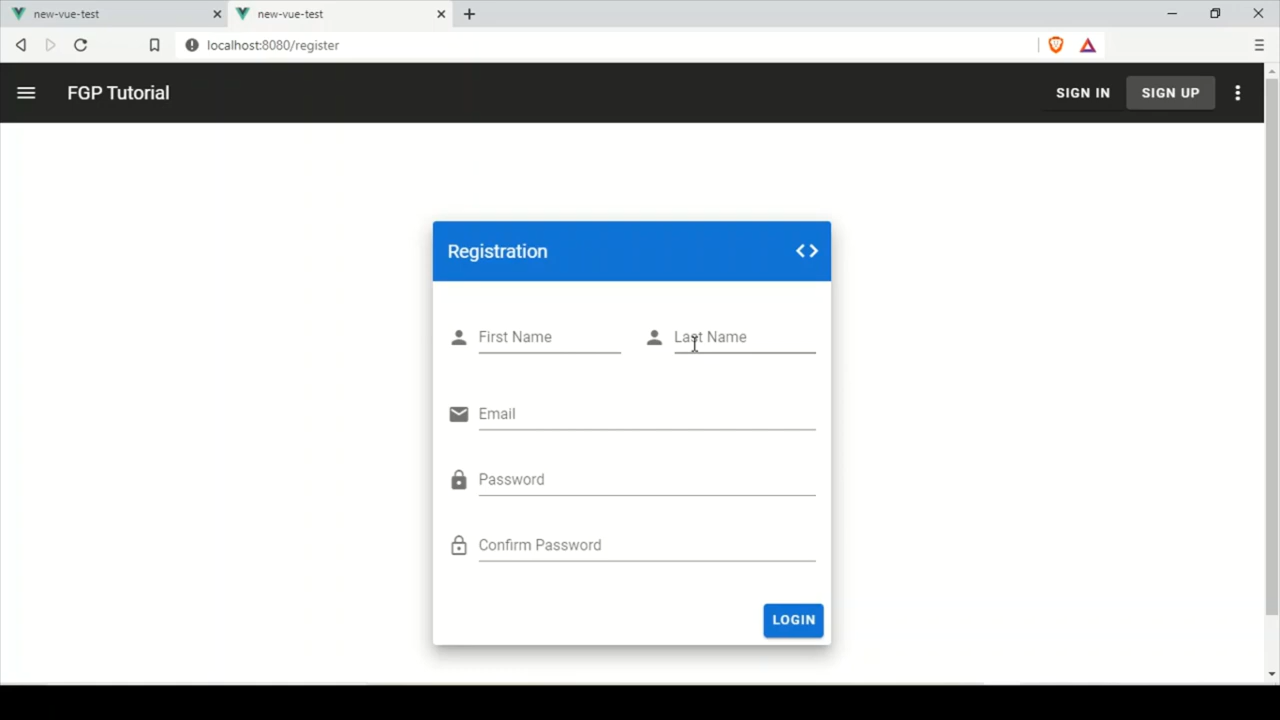 new-vue-test
new-vue-test
localhost:8080/register
FGP Tutorial
SIGN IN
SIGN UP
Registration
First Name
Last Name
Email
Password
Confirm Password
LOGIN